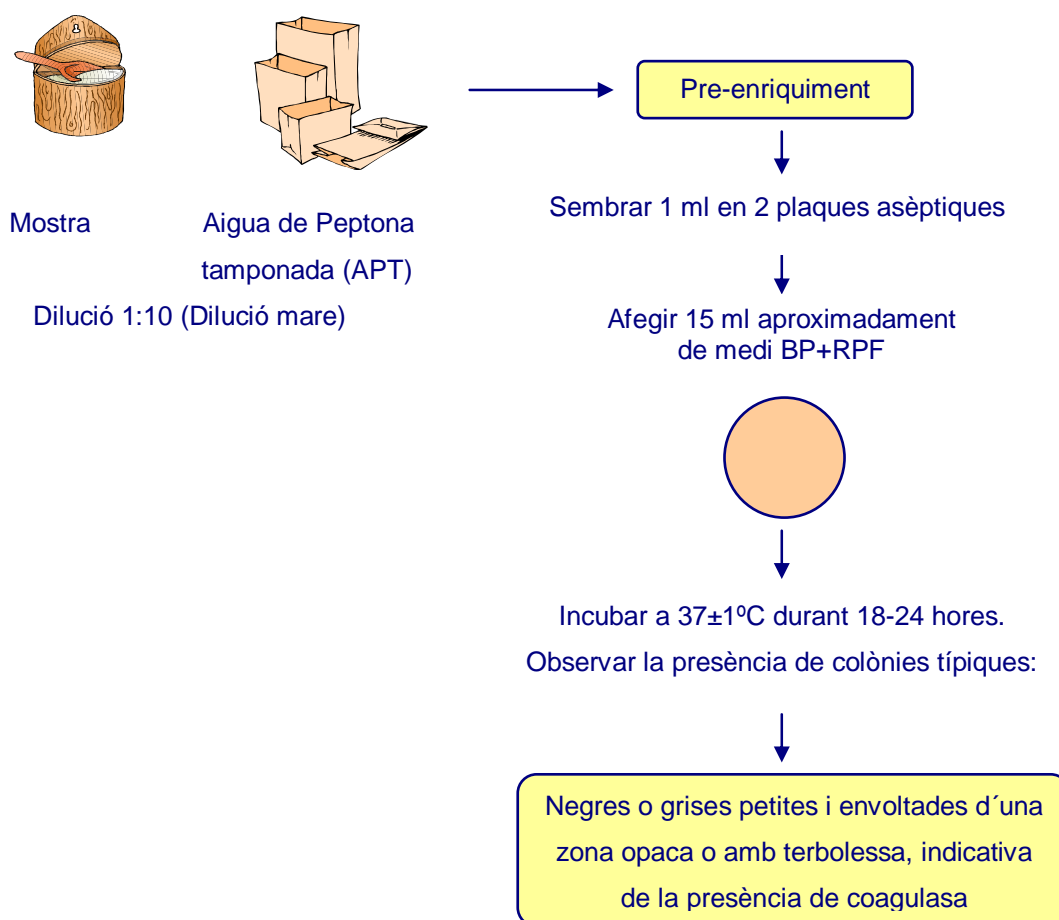 Pre-enriquiment
Mostra
Aigua de Peptona
tamponada (APT)
Dilució 1:10 (Dilució mare)
Sembrar 1 ml en 2 plaques asèptiques
Afegir 15 ml aproximadament
de medi BP+RPF
Incubar a 37±1ºC durant 18-24 hores.
Observar la presència de colònies típiques:
Negres o grises petites i envoltades d´una
zona opaca o amb terbolessa, indicativa
de la presència de coagulasa